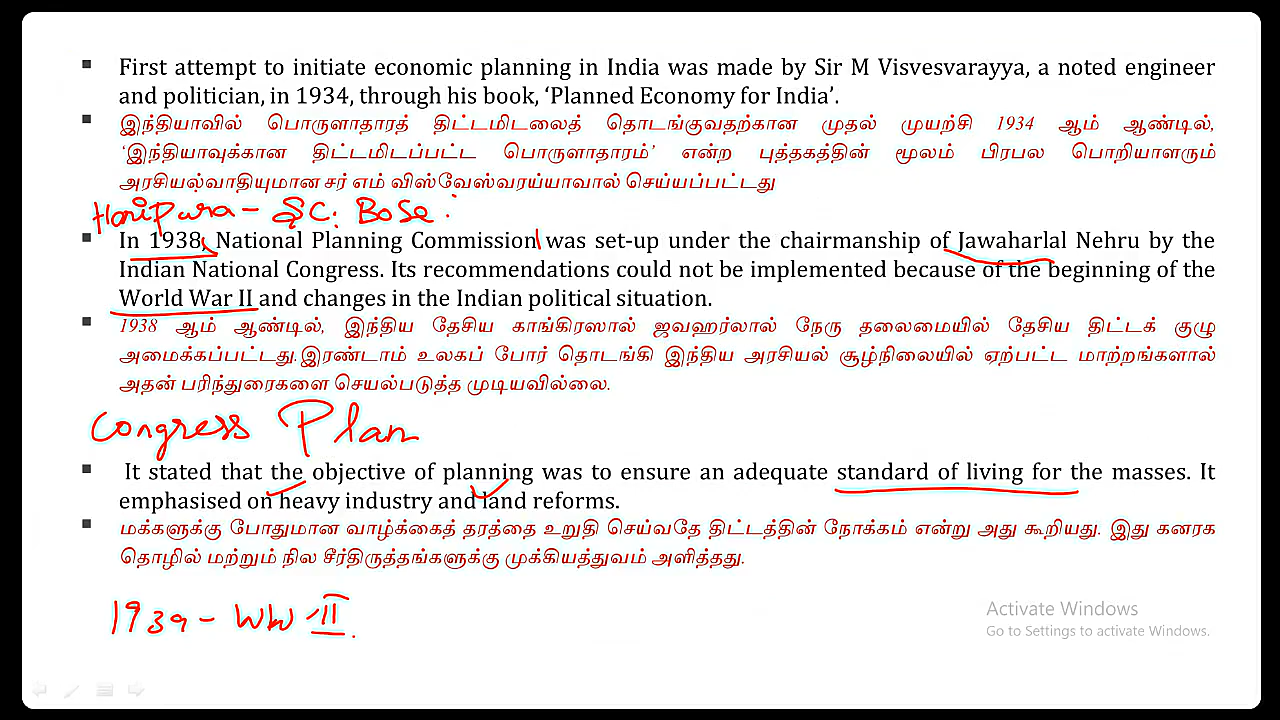 ▪ First attempt to initiate economic planning in India was made by Sir M Visvesvarayya, a noted engineer
and politician, in 1934, through his book, ‘Planned Economy for India’.
▪ இந்தியாவில் பொருளாதாரத் திட்டமிடலைத் தொடங்குவதற்கான முதல் முயற்சி 1934 ஆம் ஆண்டில்,
‘இந்தியாவுக்கான திட்டமிடப்பட்ட பொருளாதாரம்’ என்ற புத்தகத்தின் மூலம் பிரபல பொறியாளரும்
அரசியல்வாதியுமான சர் எம் விஸ்வேஸ்வரய்யாவால் செய்யப்பட்டது
Haripura - S.C. Bose
▪ In 1938, National Planning Commission was set-up under the chairmanship of Jawaharlal Nehru by the
Indian National Congress. Its recommendations could not be implemented because of the beginning of the
World War II and changes in the Indian political situation.
▪ 1938 ஆம் ஆண்டில், இந்திய தேசிய காங்கிரஸால் ஜவஹர்லால் நேரு தலைமையில் தேசிய திட்டக் குழு
அமைக்கப்பட்டது.இரண்டாம் உலகப் போர் தொடங்கி இந்திய அரசியல் சூழ்நிலையில் ஏற்பட்ட மாற்றங்களால்
அதன் பரிந்துரைகளை செயல்படுத்த முடியவில்லை.
Congress Plan
▪ It stated that the objective of planning was to ensure an adequate standard of living for the masses. It
emphasised on heavy industry and land reforms.
▪ மக்களுக்கு போதுமான வாழ்க்கைத் தரத்தை உறுதி செய்வதே திட்டத்தின் நோக்கம் என்று அது கூறியது. இது கனரக
தொழில் மற்றும் நில சீர்திருத்தங்களுக்கு முக்கியத்துவம் அளித்தது.
1939 - WW II
Activate Windows
Go to Settings to activate Windows.